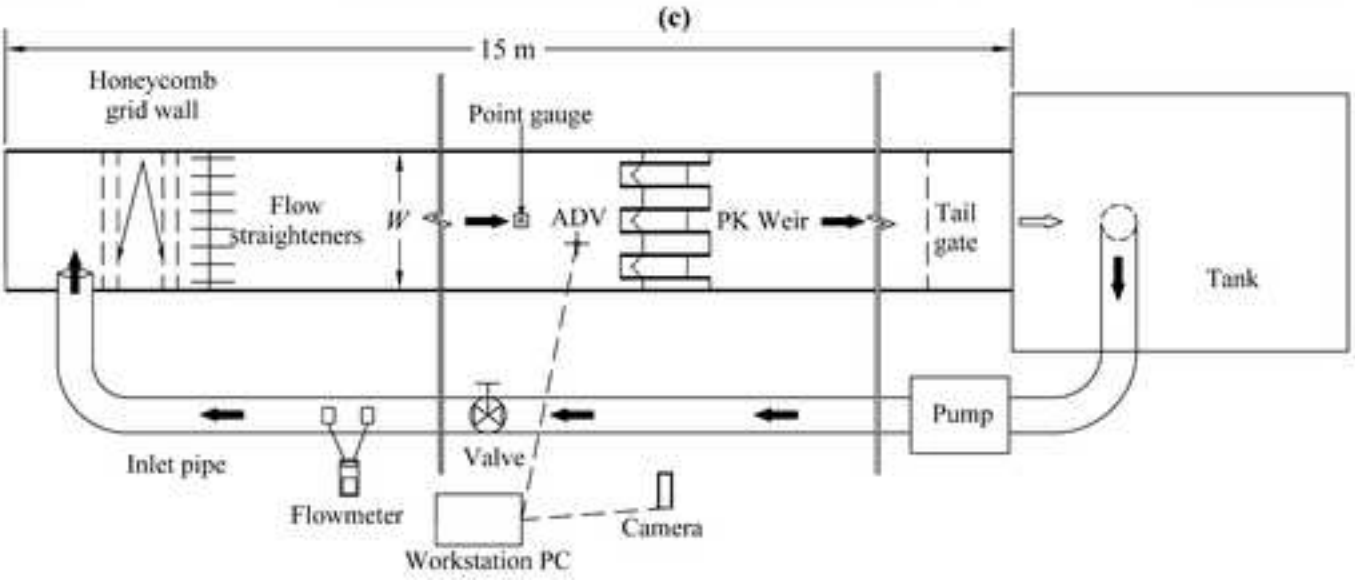 (c)
15 m
Honeycomb
grid wall
Point gauge
Flow
straighteners
W
ADV
PK Weir
Tail
gate
Tank
Pump
Valve
Inlet pipe
Flowmeter
Camera
Workstation PC